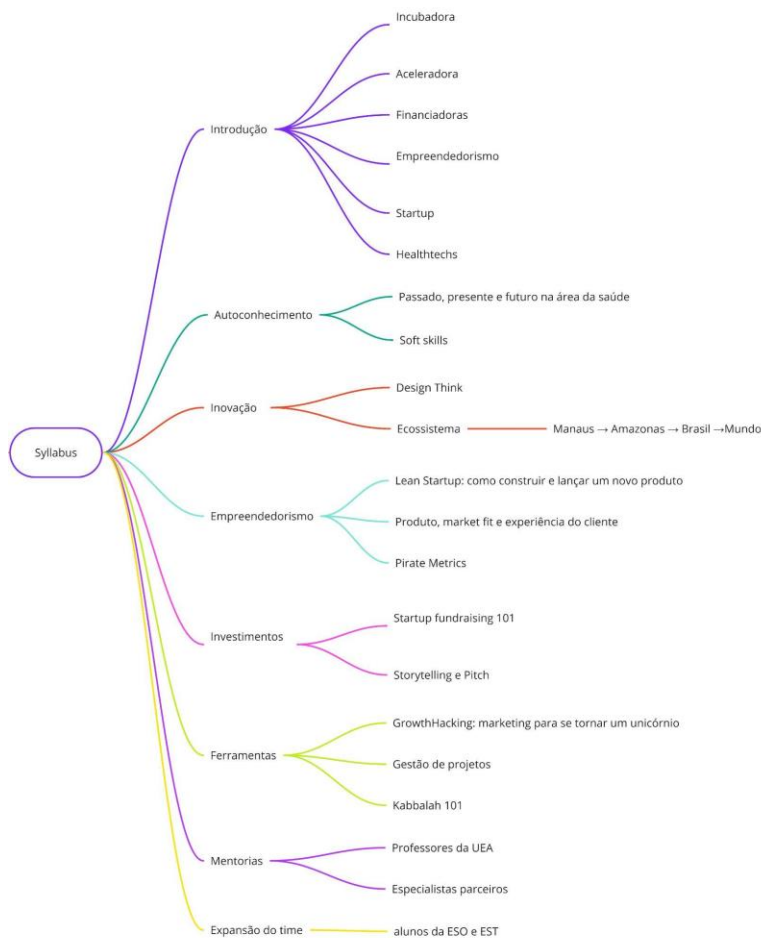 Syllabus
Introdução
Incubadora
Aceleradora
Financiadoras
Empreendedorismo
Startup
Healthtechs
Autoconhecimento
Passado, presente e futuro na área da saúde
Soft skills
Inovação
Design Think
Ecossistema
Manaus → Amazonas → Brasil →Mundo
Empreendedorismo
Lean Startup: como construir e lançar um novo produto
Produto, market fit e experiência do cliente
Pirate Metrics
Investimentos
Startup fundraising 101
Storytelling e Pitch
Ferramentas
GrowthHacking: marketing para se tornar um unicórnio
Gestão de projetos
Kabbalah 101
Mentorias
Professores da UEA
Especialistas parceiros
Expansão do time
alunos da ESO e EST